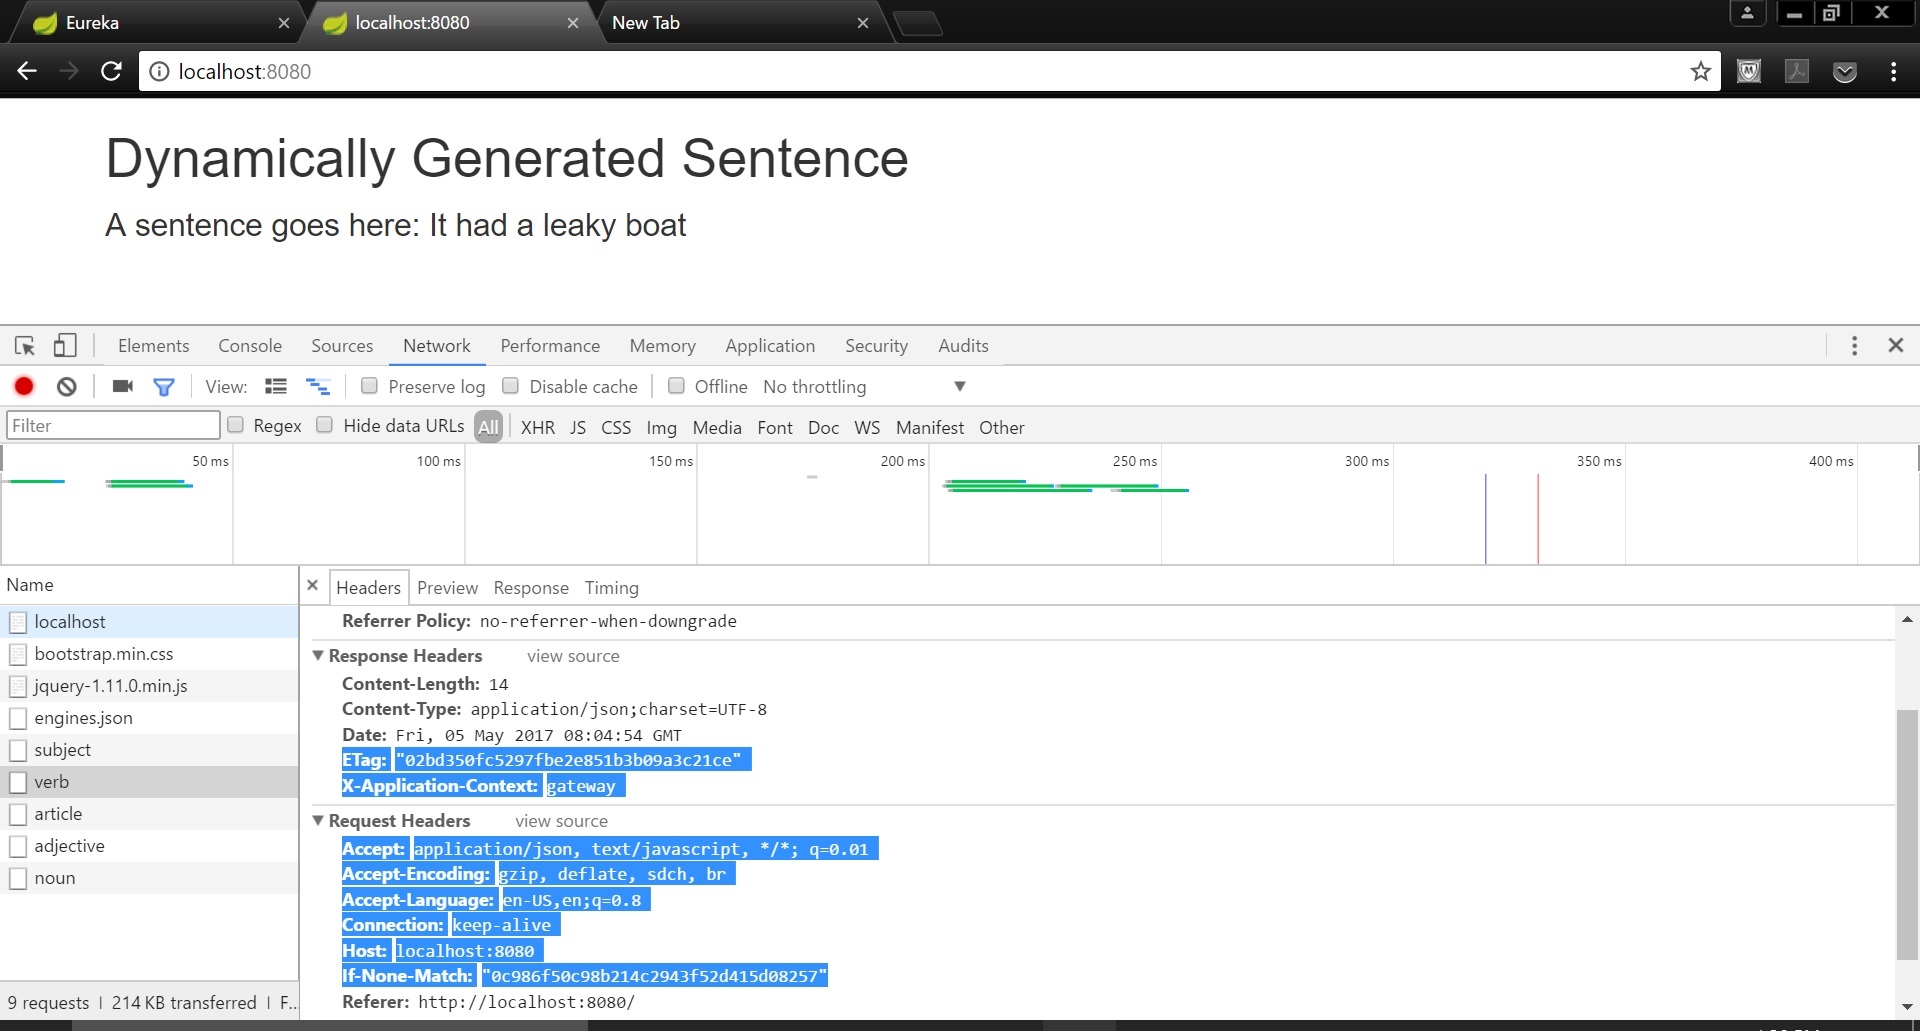 Eureka
localhost:8080
New Tab
localhost:8080
Dynamically Generated Sentence
A sentence goes here: It had a leaky boat
Elements Console Sources Network Performance Memory Application Security Audits
View: Preserve log Disable cache Offline No throttling
Filter Regex Hide data URLs All XHR JS CSS Img Media Font Doc WS Manifest Other
50 ms 100 ms 150 ms 200 ms 250 ms 300 ms 350 ms 400 ms
Name
localhost
bootstrap.min.css
jquery-1.11.0.min.js
engines.json
subject
verb
article
adjective
noun
9 requests | 214 KB transferred | F...
Headers Preview Response Timing
Referrer Policy: no-referrer-when-downgrade
Response Headers view source
Content-Length: 14
Content-Type: application/json;charset=UTF-8
Date: Fri, 05 May 2017 08:04:54 GMT
ETag: "02bd350fc5297fbe2e851b3b09a3c21ce"
X-Application-Context: gateway
Request Headers view source
Accept: application/json, text/javascript, */*; q=0.01
Accept-Encoding: gzip, deflate, sdch, br
Accept-Language: en-US,en;q=0.8
Connection: keep-alive
Host: localhost:8080
If-None-Match: "0c986f50c98b214c2943f52d415d08257"
Referer: http://localhost:8080/